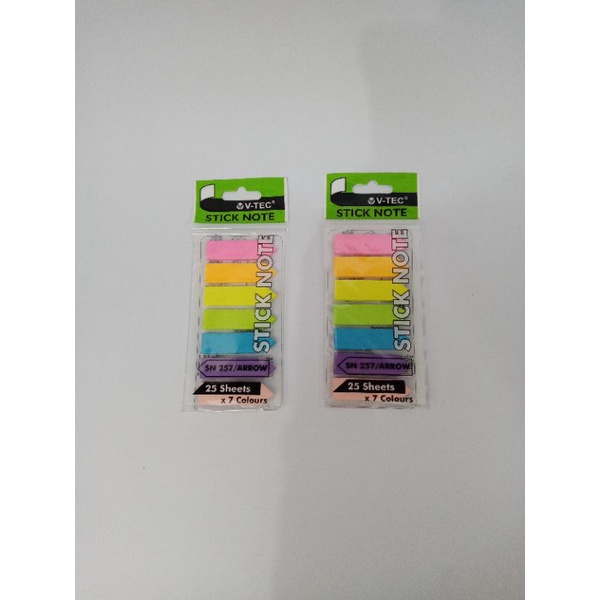 V-TEC®
STICK NOTE
STICK NOTE
SN 257/ARROW
25 Sheets
x 7 Colours
V-TEC®
STICK NOTE
STICK NOTE
SN 257/ARROW
25 Sheets
x 7 Colours